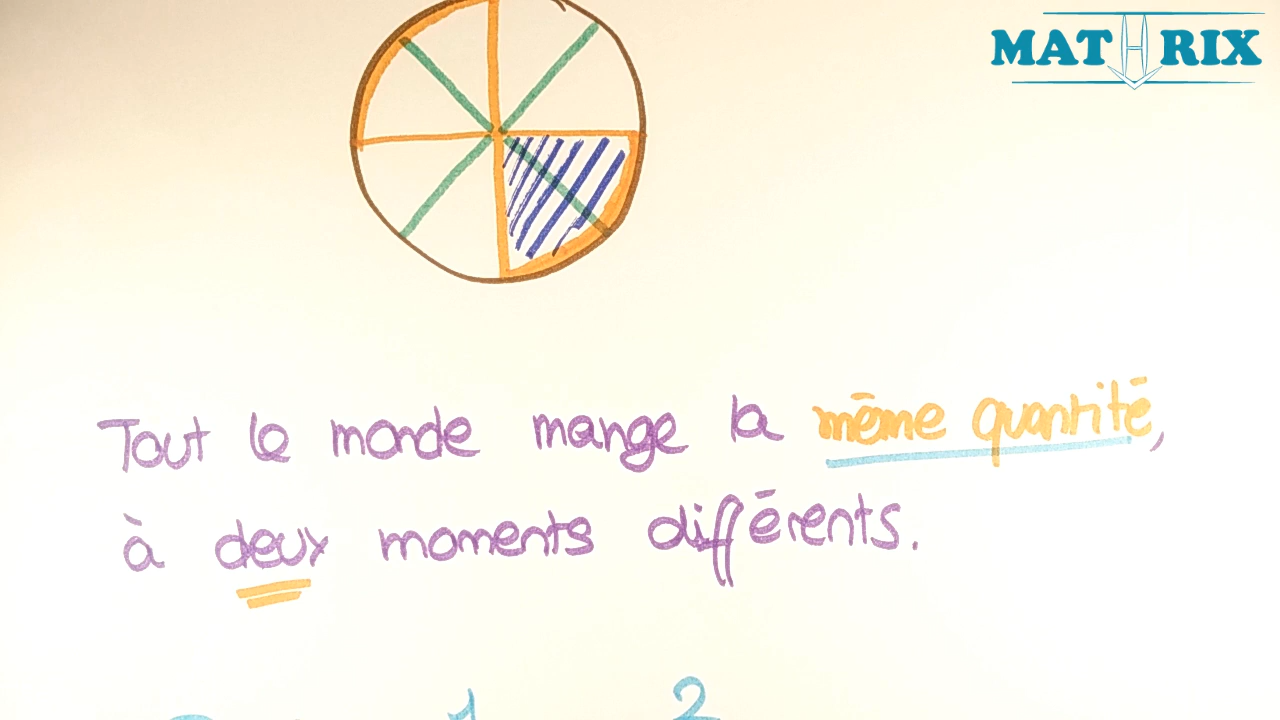 MATHRIX
Tout le monde mange la même quantité,
à deux moments différents.
1 2